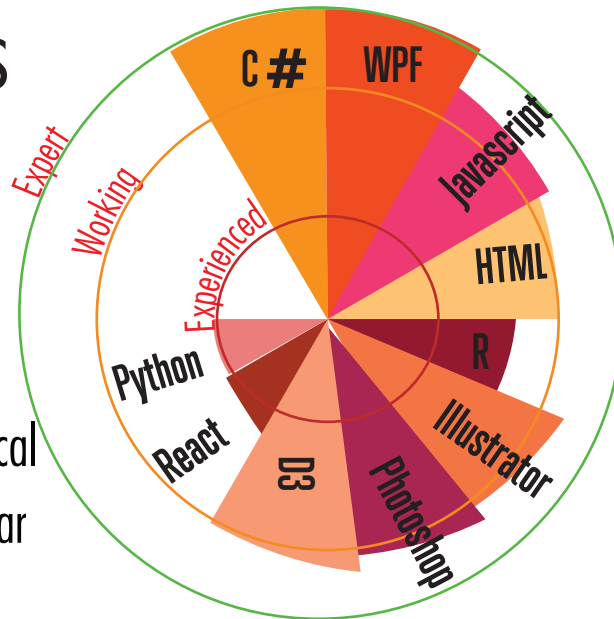 s
C #
WPF
Javascript
HTML
Expert
Working
Experienced
R
Python
React
D3
Photoshop
Illustrator
cal
ar